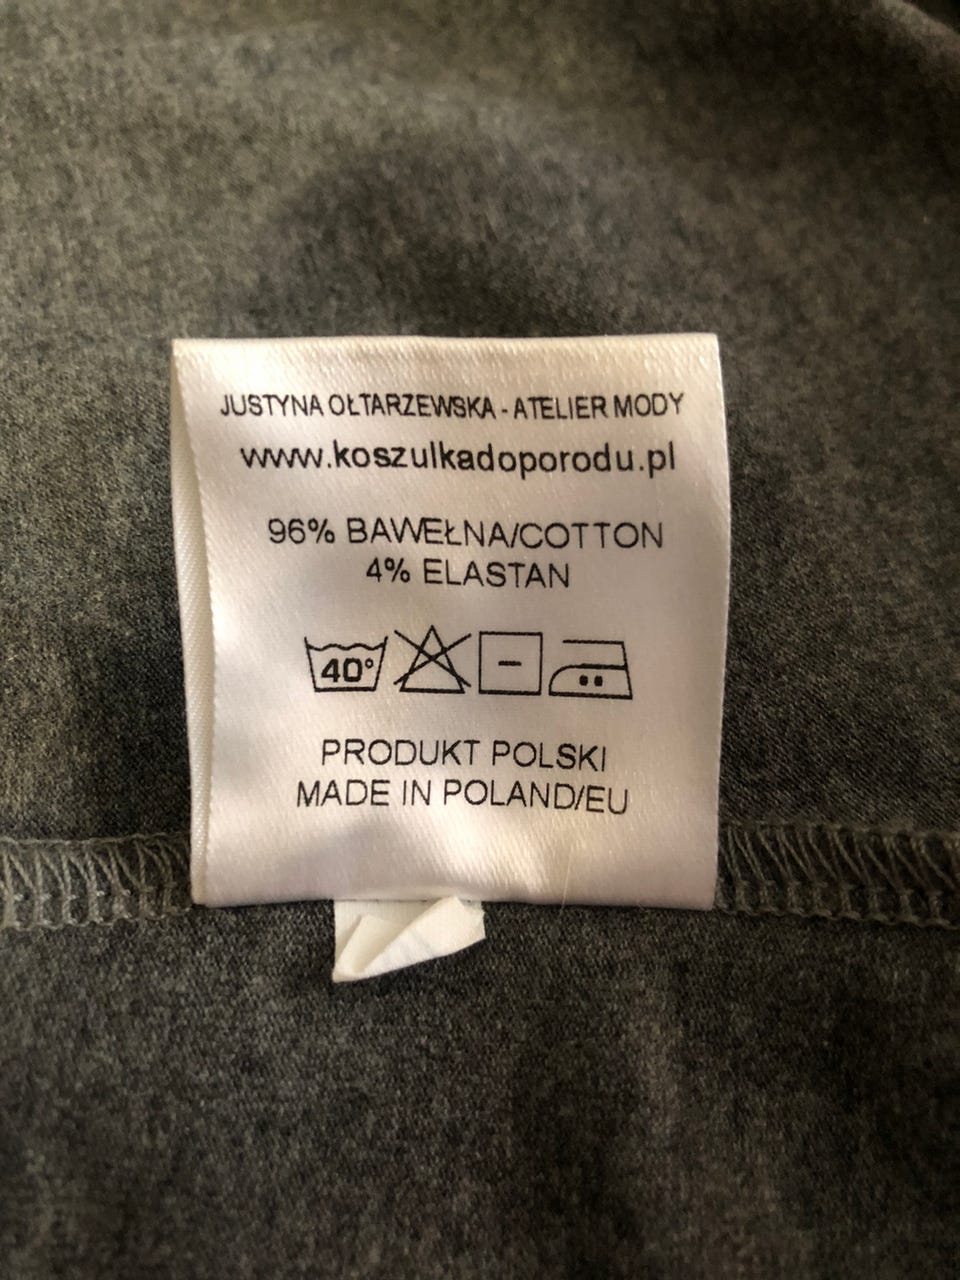 JUSTYNA OŁTARZEWSKA - ATELIER MODY
www.koszulkadoporodu.pl
96% BAWEŁNA/COTTON
4% ELASTAN
40°
PRODUKT POLSKI
MADE IN POLAND/EU